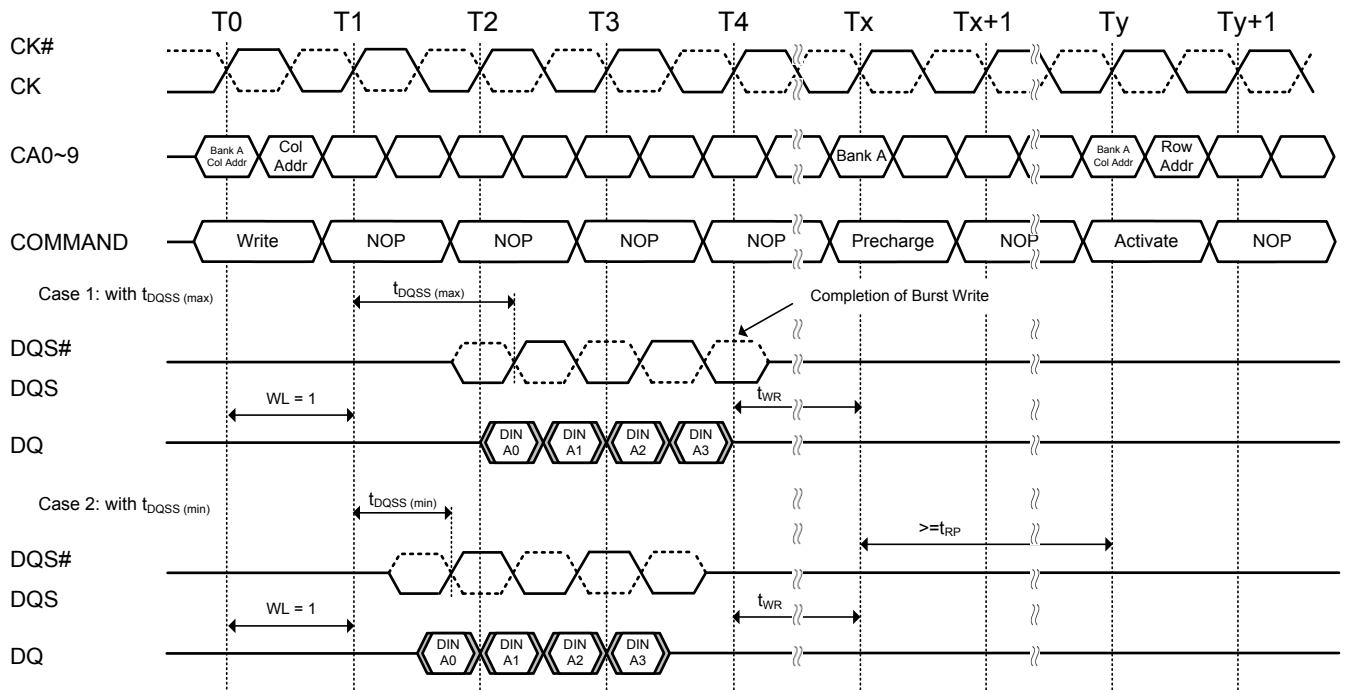 T0 T1 T2 T3 T4 Tx Tx+1 Ty Ty+1
CK#
CK
CA0~9
Bank A
Col Addr
Col
Addr
Bank A
Bank A
Col Addr
Row
Addr
COMMAND Write NOP NOP NOP NOP Precharge NOP Activate NOP
Case 1: with tDQSS (max)
tDQSS (max)
Completion of Burst Write
DQS#
DQS
WL = 1
tWR
DQ
DIN
A0
DIN
A1
DIN
A2
DIN
A3
Case 2: with tDQSS (min)
tDQSS (min)
>=tRP
DQS#
DQS
WL = 1
tWR
DQ
DIN
A0
DIN
A1
DIN
A2
DIN
A3